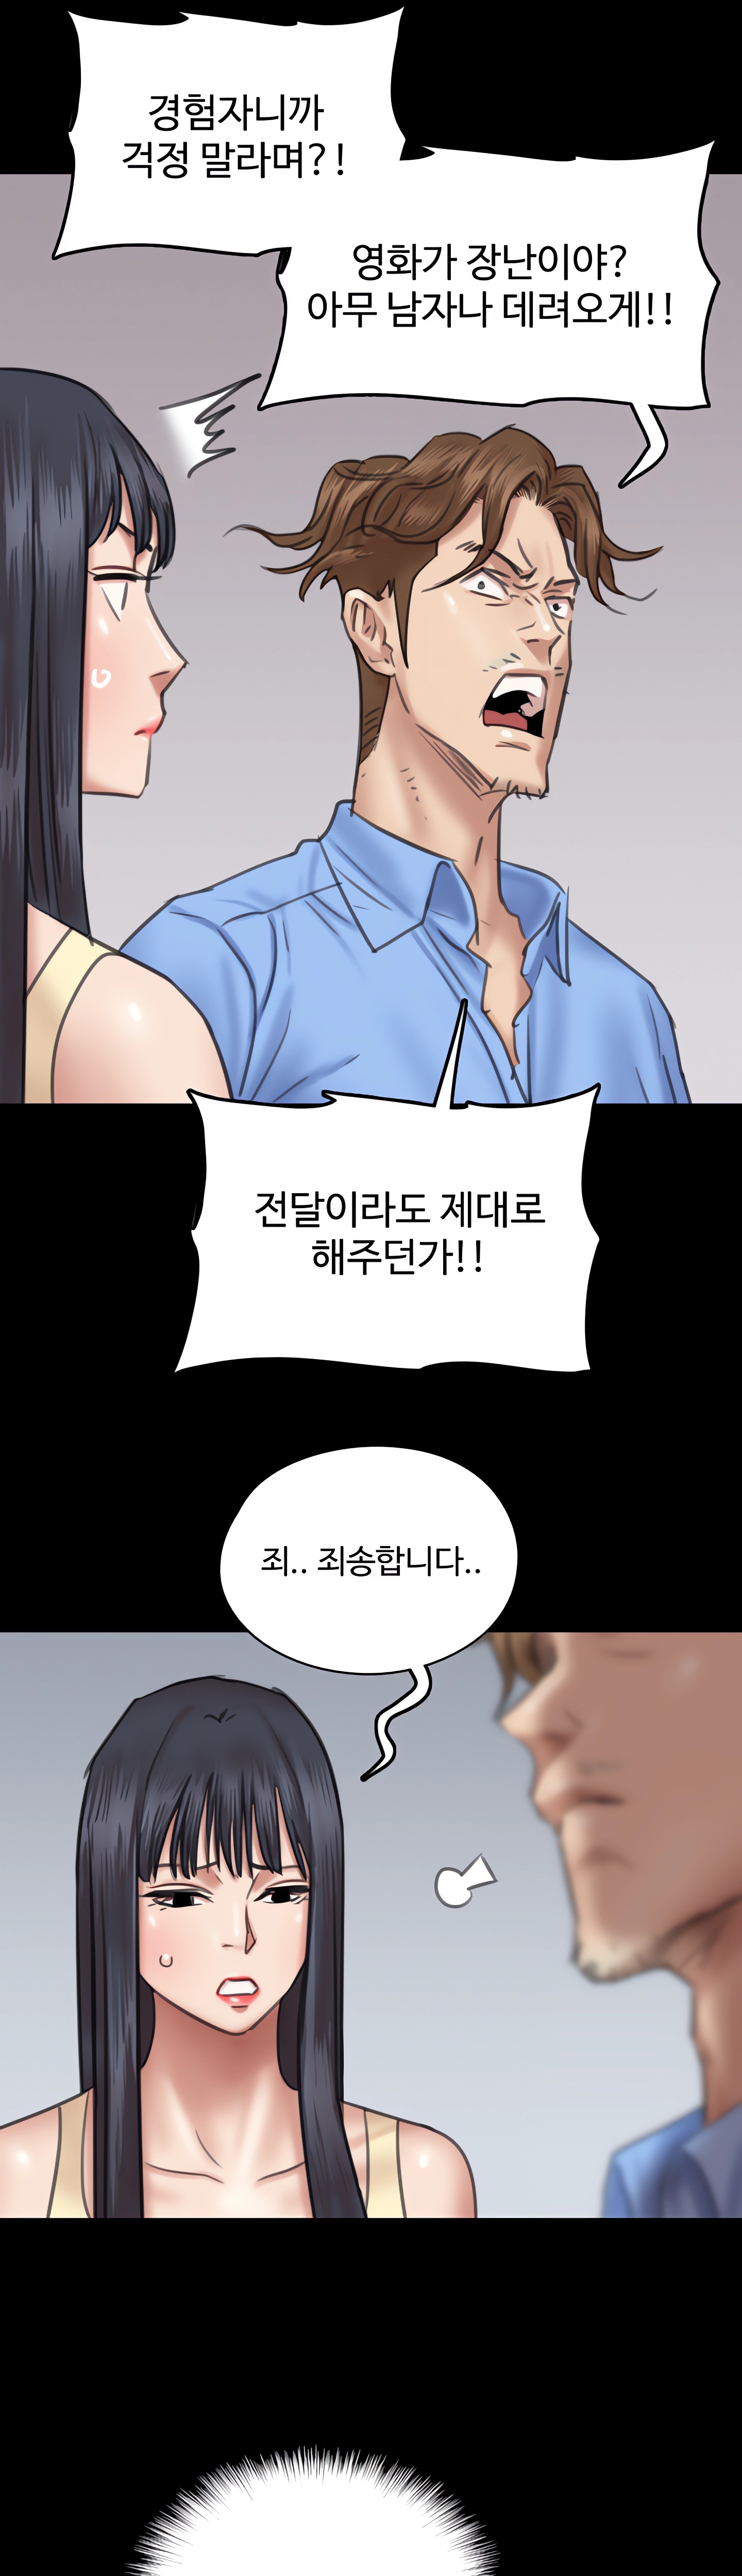 경험자니까
걱정 말라며?!
영화가 장난이야?
아무 남자나 데려오게!!
전달이라도 제대로
해주던가!!
죄.. 죄송합니다..